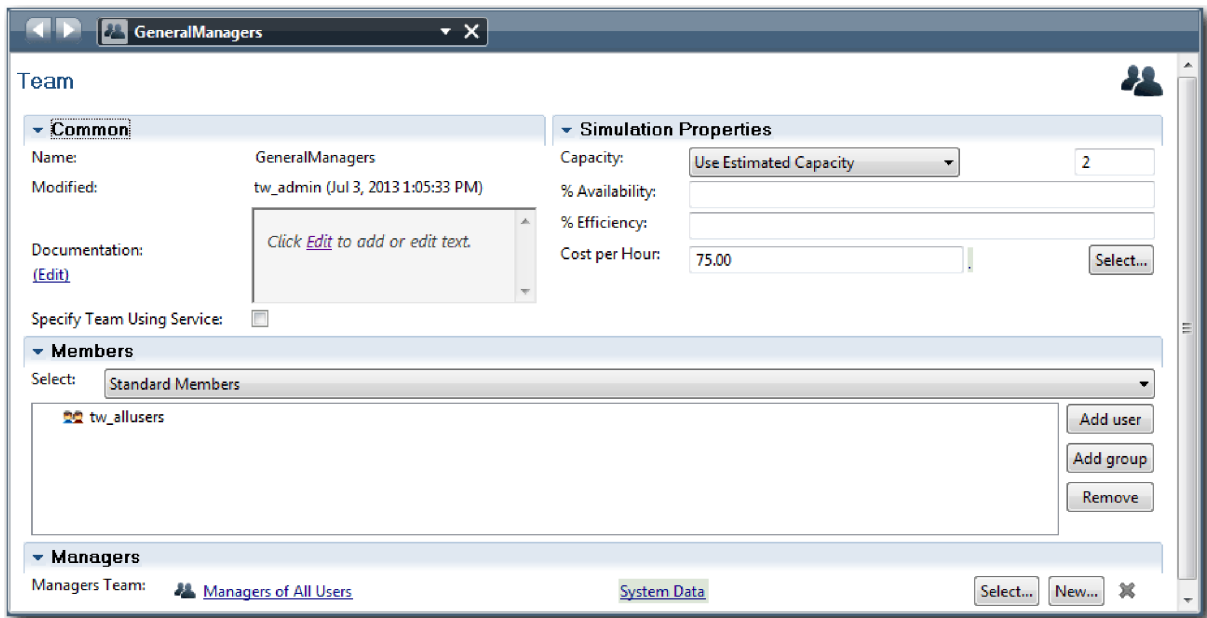 GeneralManagers
Team
Common
Name: GeneralManagers
Modified: tw_admin (Jul 3, 2013 1:05:33 PM)
Documentation:
(Edit)
Click Edit to add or edit text.
Specify Team Using Service:
Simulation Properties
Capacity: Use Estimated Capacity 2
% Availability:
% Efficiency:
Cost per Hour: 75.00 . Select...
Members
Select: Standard Members
tw_allusers
Add user
Add group
Remove
Managers
Managers Team: Managers of All Users System Data Select... New...